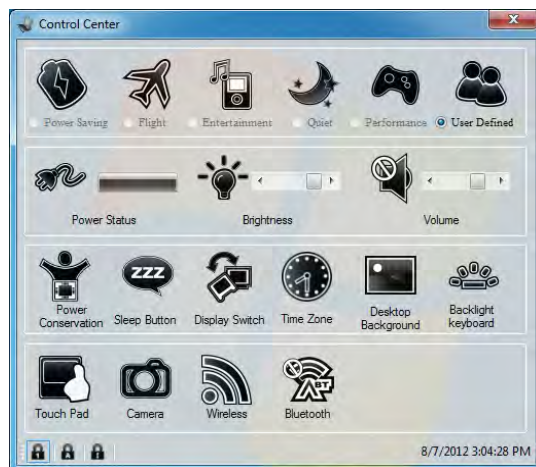 Control Center
Power Saving Flight Entertainment Quiet Performance User Defined
Power Status Brightness Volume
Power Conservation Sleep Button Display Switch Time Zone Desktop Background Backlight keyboard
ZZZ
Touch Pad Camera Wireless Bluetooth
BT
8/7/2012 3:04:28 PM